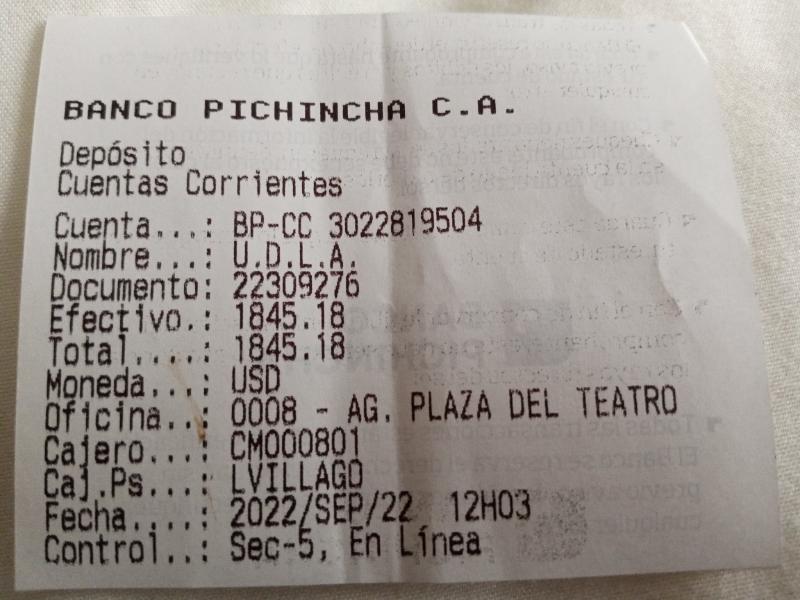 BANCO PICHINCHA C.A.
Depósito
Cuentas Corrientes
Cuenta...: BP-CC 3022819504
Nombre...: U.D.L.A.
Documento: 22309276
Efectivo.: 1845.18
Total....: 1845.18
Moneda...: USD
Oficina..: 0008 - AG. PLAZA DEL TEATRO
Cajero...: CM000801
Caj.Ps...: LVILLAGO
Fecha....: 2022/SEP/22 12H03
Control..: Sec-5, En Línea